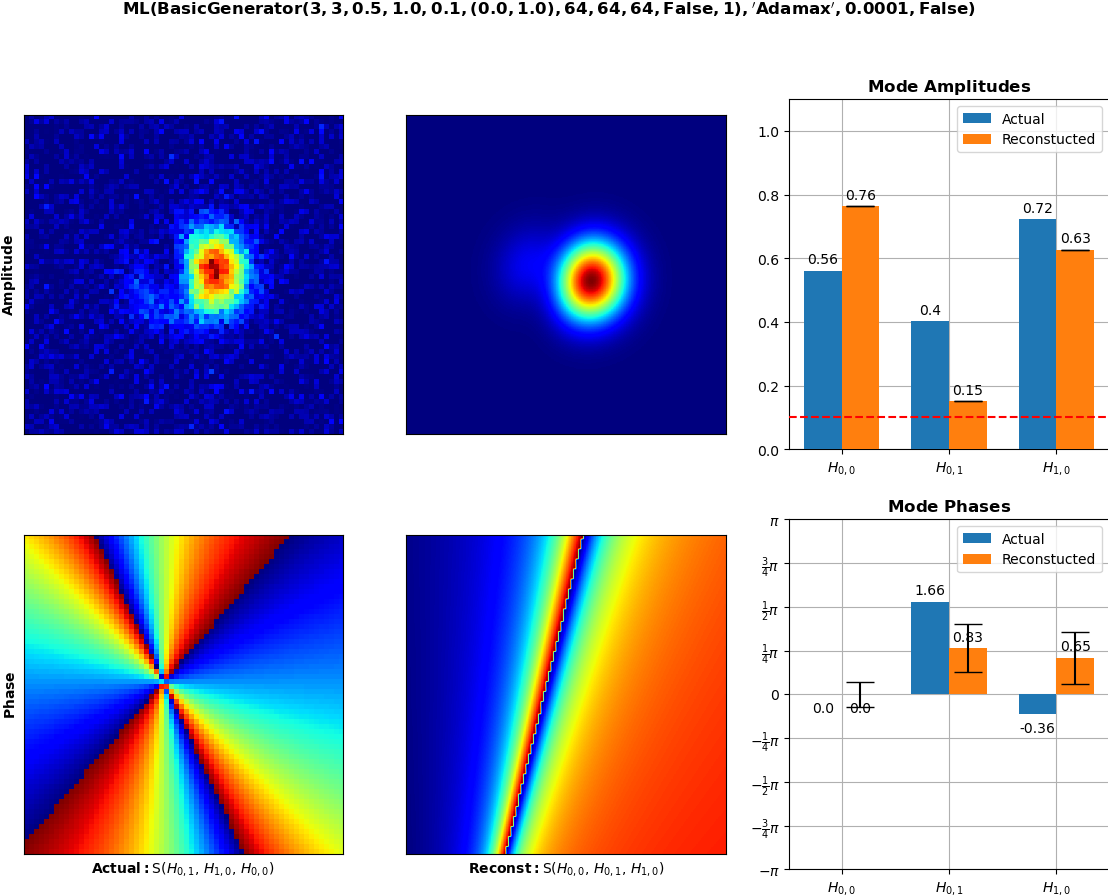 ML(BasicGenerator(3, 3, 0.5, 1.0, 0.1, (0.0, 1.0), 64, 64, 64, False, 1), ′Adamax′, 0.0001, False)
Amplitude
Mode Amplitudes
Actual
Reconstucted
1.0
0.8
0.6
0.4
0.2
0.0
0.56
0.76
0.4
0.15
0.72
0.63
H0,0
H0,1
H1,0
Phase
Actual: S(H0,1, H1,0, H0,0)
Reconst: S(H0,0, H0,1, H1,0)
Mode Phases
Actual
Reconstucted
π
3/4π
1/2π
1/4π
0
−1/4π
−1/2π
−3/4π
−π
0.0
0.0
1.66
0.83
-0.36
0.65
H0,0
H0,1
H1,0